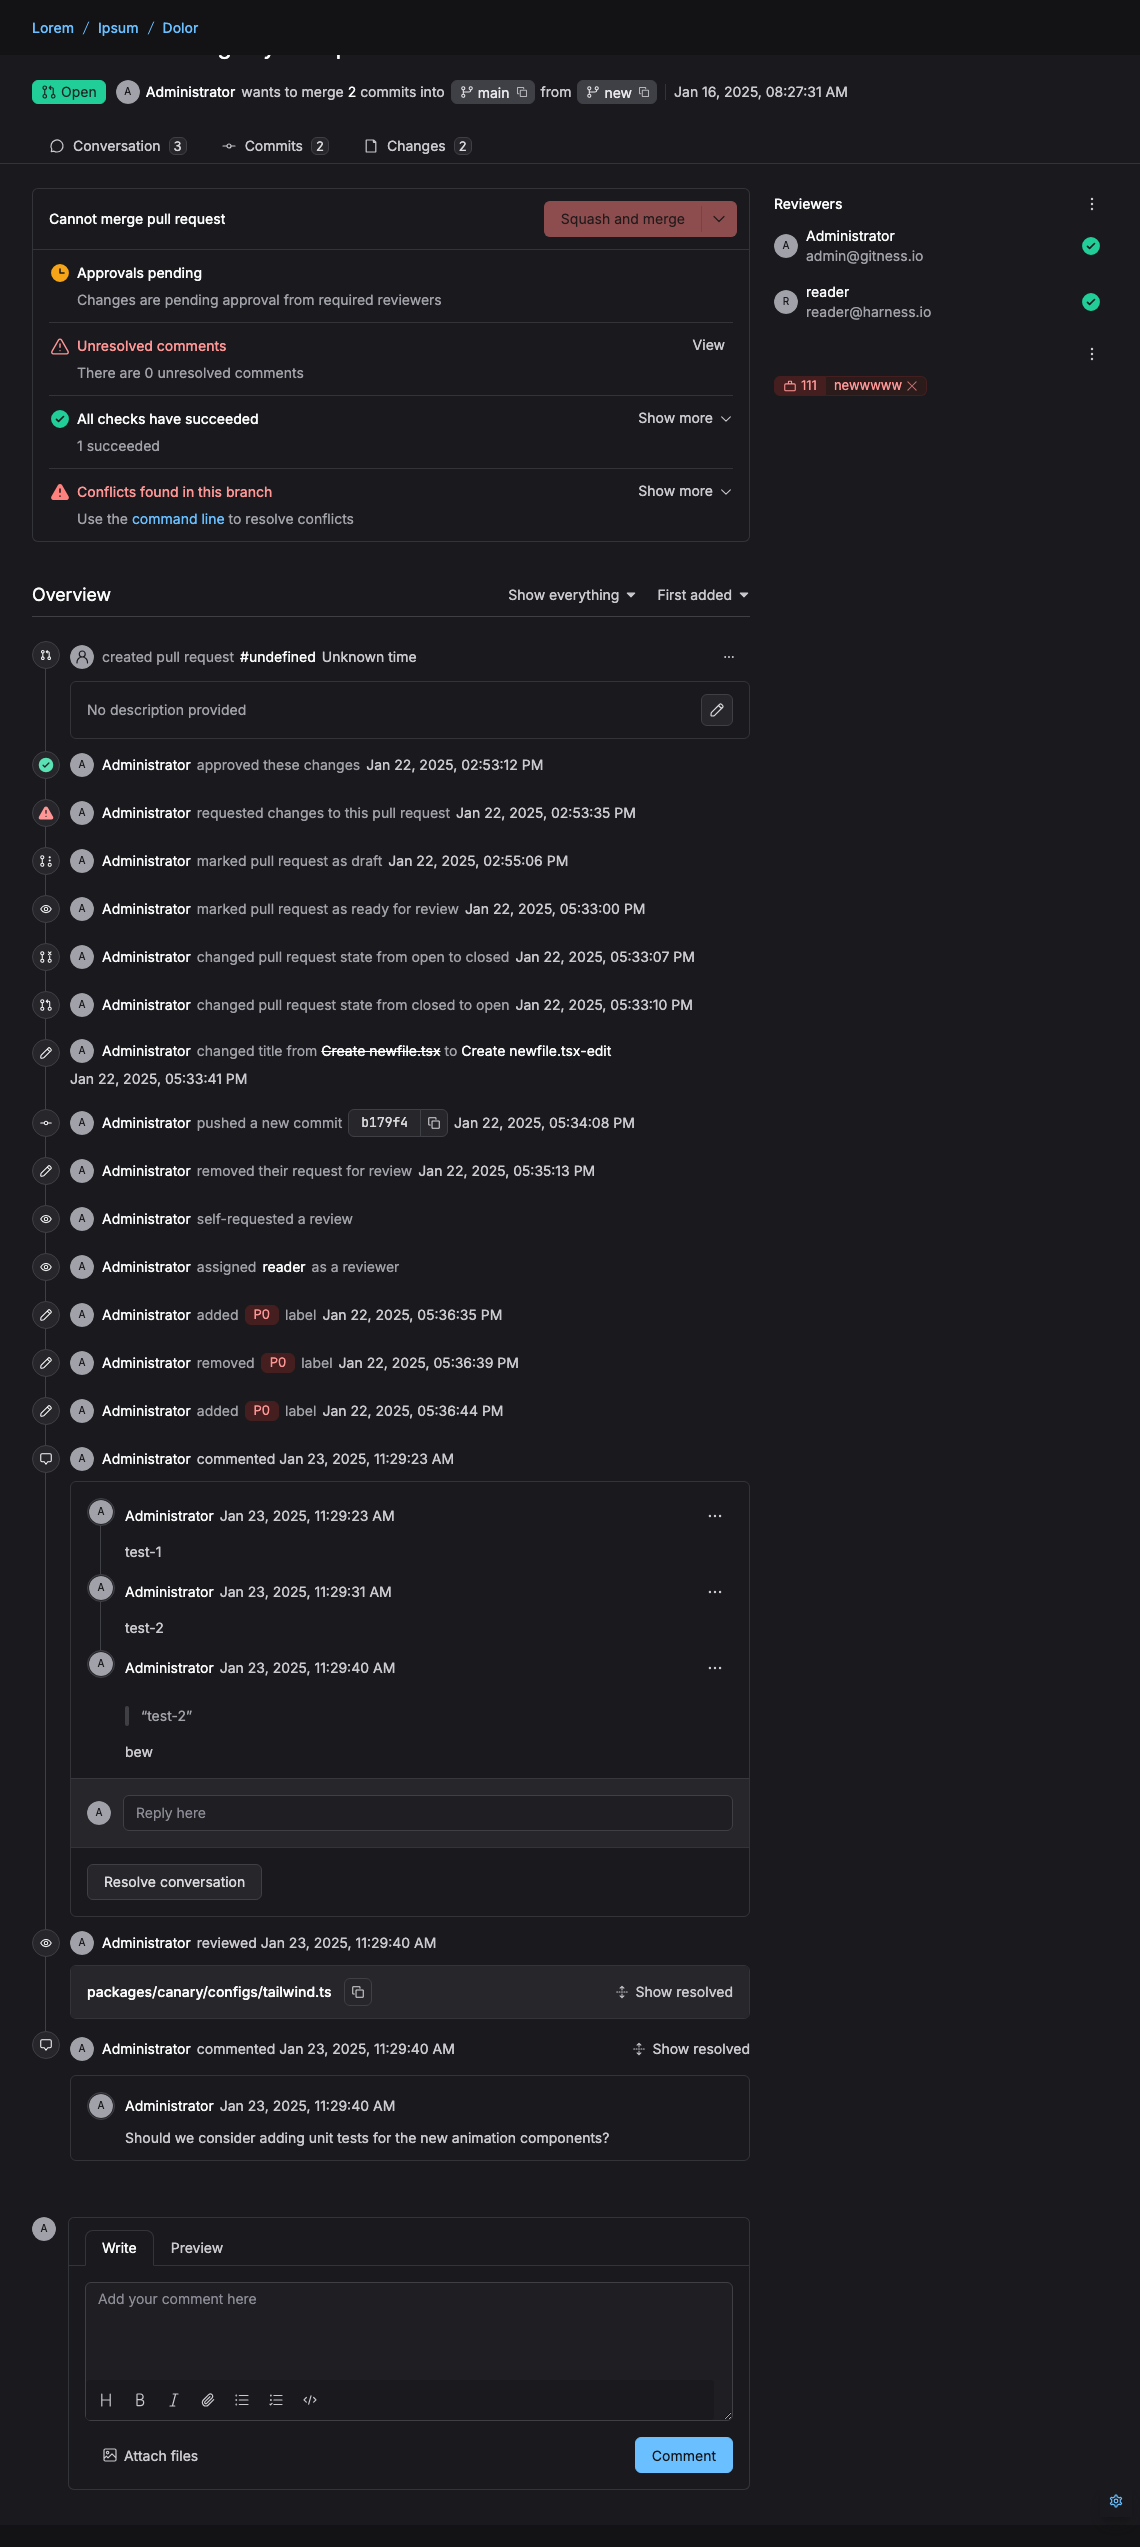 Lorem / Ipsum / Dolor
Open A Administrator wants to merge 2 commits into main from new Jan 16, 2025, 08:27:31 AM
Conversation 3 Commits 2 Changes 2
Cannot merge pull request Squash and merge
Approvals pending
Changes are pending approval from required reviewers
Unresolved comments View
There are 0 unresolved comments
All checks have succeeded Show more
1 succeeded
Conflicts found in this branch Show more
Use the command line to resolve conflicts
Reviewers
A Administrator
admin@gitness.io
R reader
reader@harness.io
111 newwwww
Overview Show everything First added
created pull request #undefined Unknown time
No description provided
A Administrator approved these changes Jan 22, 2025, 02:53:12 PM
A Administrator requested changes to this pull request Jan 22, 2025, 02:53:35 PM
A Administrator marked pull request as draft Jan 22, 2025, 02:55:06 PM
A Administrator marked pull request as ready for review Jan 22, 2025, 05:33:00 PM
A Administrator changed pull request state from open to closed Jan 22, 2025, 05:33:07 PM
A Administrator changed pull request state from closed to open Jan 22, 2025, 05:33:10 PM
A Administrator changed title from Create newfile.tsx to Create newfile.tsx-edit
Jan 22, 2025, 05:33:41 PM
A Administrator pushed a new commit b179f4 Jan 22, 2025, 05:34:08 PM
A Administrator removed their request for review Jan 22, 2025, 05:35:13 PM
A Administrator self-requested a review
A Administrator assigned reader as a reviewer
A Administrator added P0 label Jan 22, 2025, 05:36:35 PM
A Administrator removed P0 label Jan 22, 2025, 05:36:39 PM
A Administrator added P0 label Jan 22, 2025, 05:36:44 PM
A Administrator commented Jan 23, 2025, 11:29:23 AM
A Administrator Jan 23, 2025, 11:29:23 AM
test-1
A Administrator Jan 23, 2025, 11:29:31 AM
test-2
A Administrator Jan 23, 2025, 11:29:40 AM
“test-2”
bew
A Reply here
Resolve conversation
A Administrator reviewed Jan 23, 2025, 11:29:40 AM
packages/canary/configs/tailwind.ts Show resolved
A Administrator commented Jan 23, 2025, 11:29:40 AM Show resolved
A Administrator Jan 23, 2025, 11:29:40 AM
Should we consider adding unit tests for the new animation components?
A Write Preview
Add your comment here
H B I
Attach files Comment